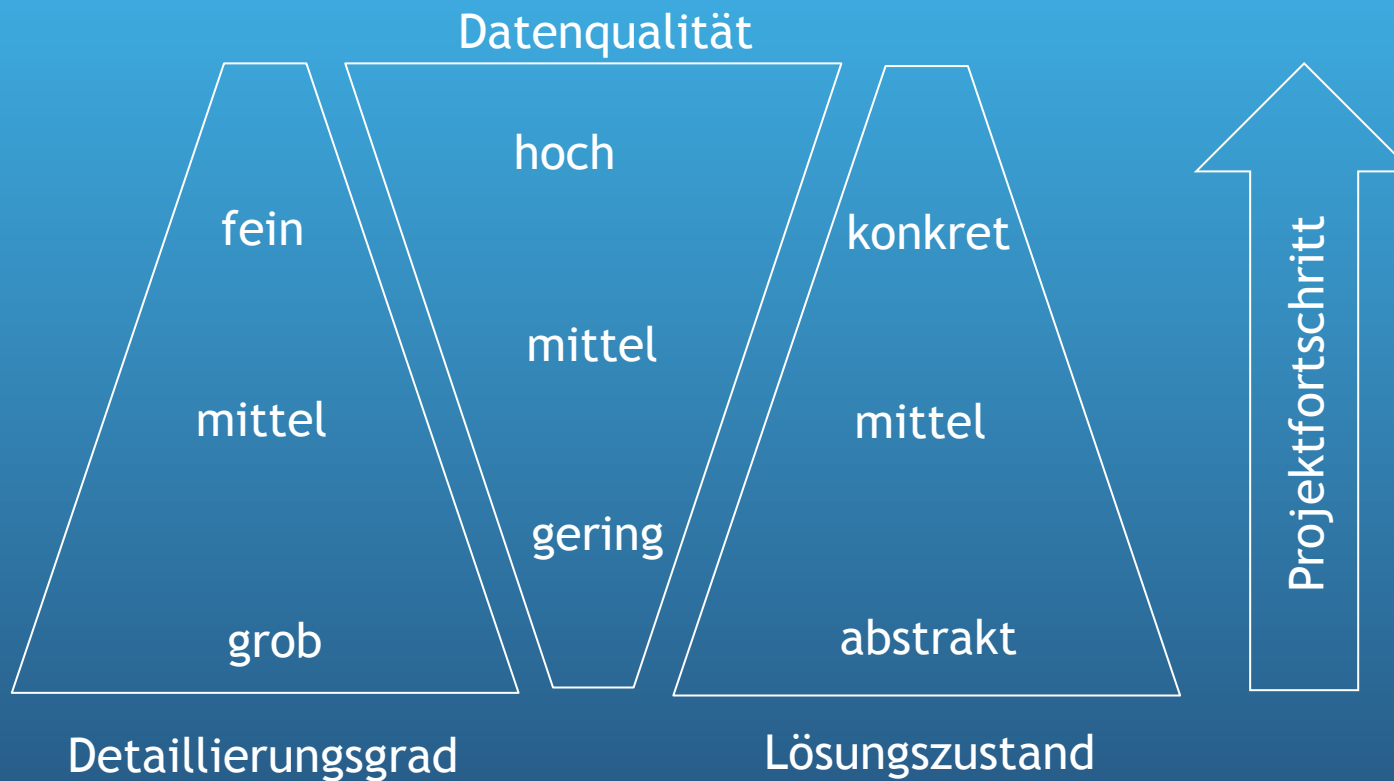 Datenqualität
hoch
fein
konkret
mittel
mittel
mittel
gering
grob
abstrakt
Projektfortschritt
Detaillierungsgrad
Lösungszustand